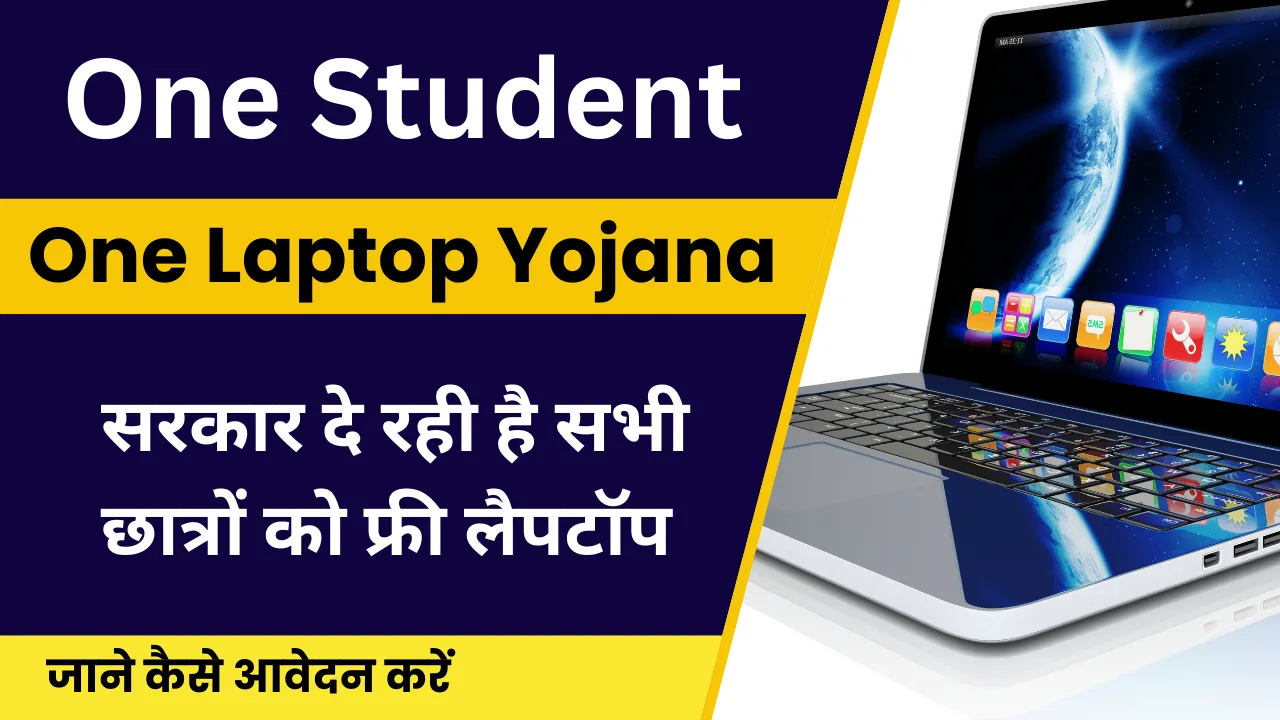 One Student
One Laptop Yojana
सरकार दे रही है सभी
छात्रों को फ्री लैपटॉप
जाने कैसे आवेदन करें